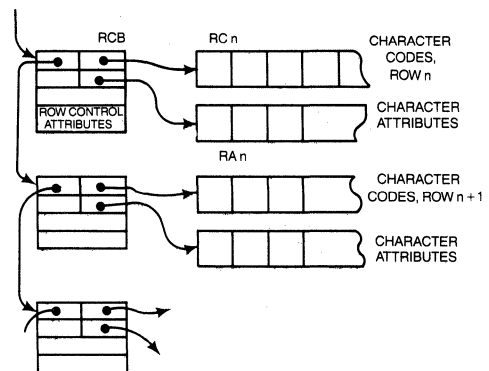 RCB
RC n
CHARACTER
CODES,
ROW n
ROW CONTROL
ATTRIBUTES
CHARACTER
ATTRIBUTES
RA n
CHARACTER
CODES, ROW n + 1
CHARACTER
ATTRIBUTES